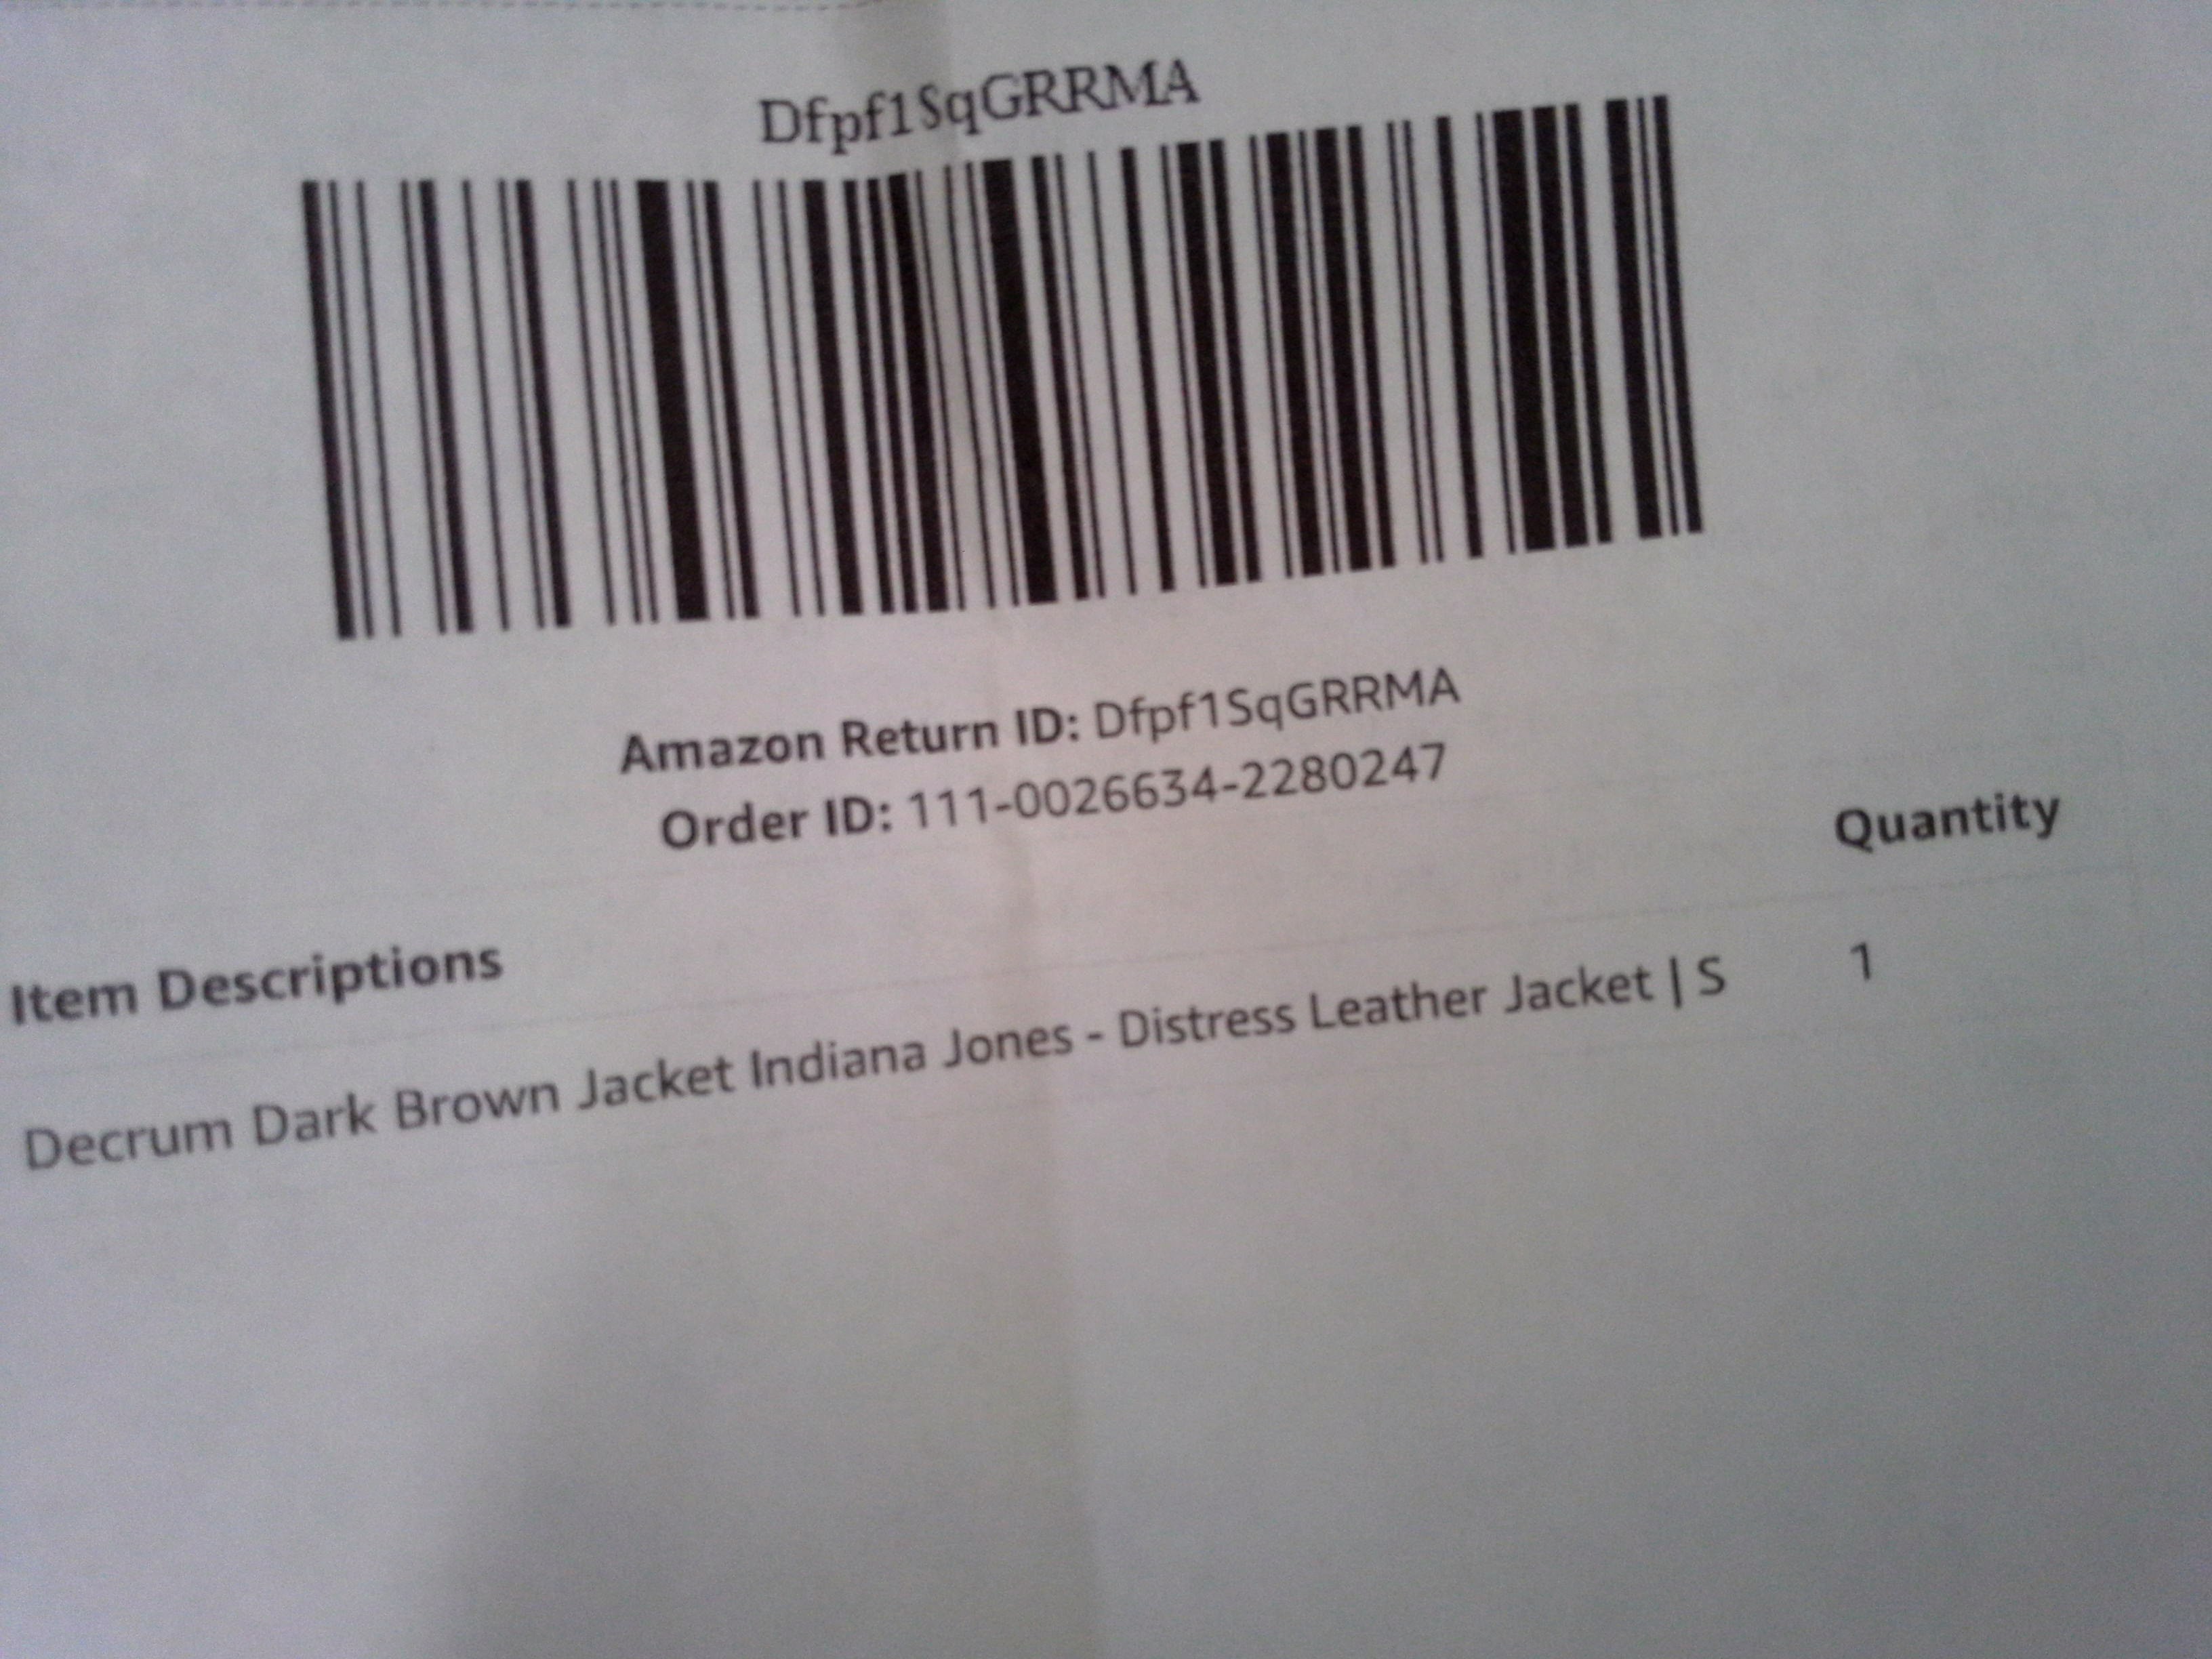 Dfpf1SqGRRMA
Amazon Return ID: Dfpf1SqGRRMA
Order ID: 111-0026634-2280247
Item Descriptions Quantity
Decrum Dark Brown Jacket Indiana Jones - Distress Leather Jacket | S 1